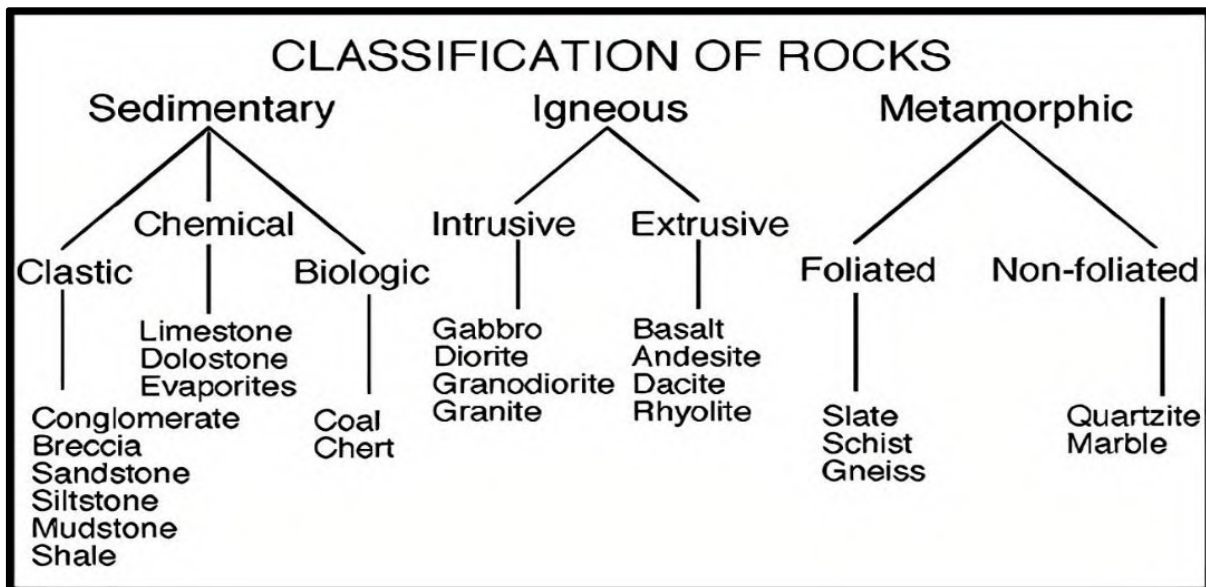 CLASSIFICATION OF ROCKS
Sedimentary
Igneous
Metamorphic
Chemical
Clastic
Biologic
Limestone
Dolostone
Evaporites
Conglomerate
Breccia
Sandstone
Siltstone
Mudstone
Shale
Coal
Chert
Intrusive
Extrusive
Gabbro
Diorite
Granodiorite
Granite
Basalt
Andesite
Dacite
Rhyolite
Foliated
Non-foliated
Slate
Schist
Gneiss
Quartzite
Marble